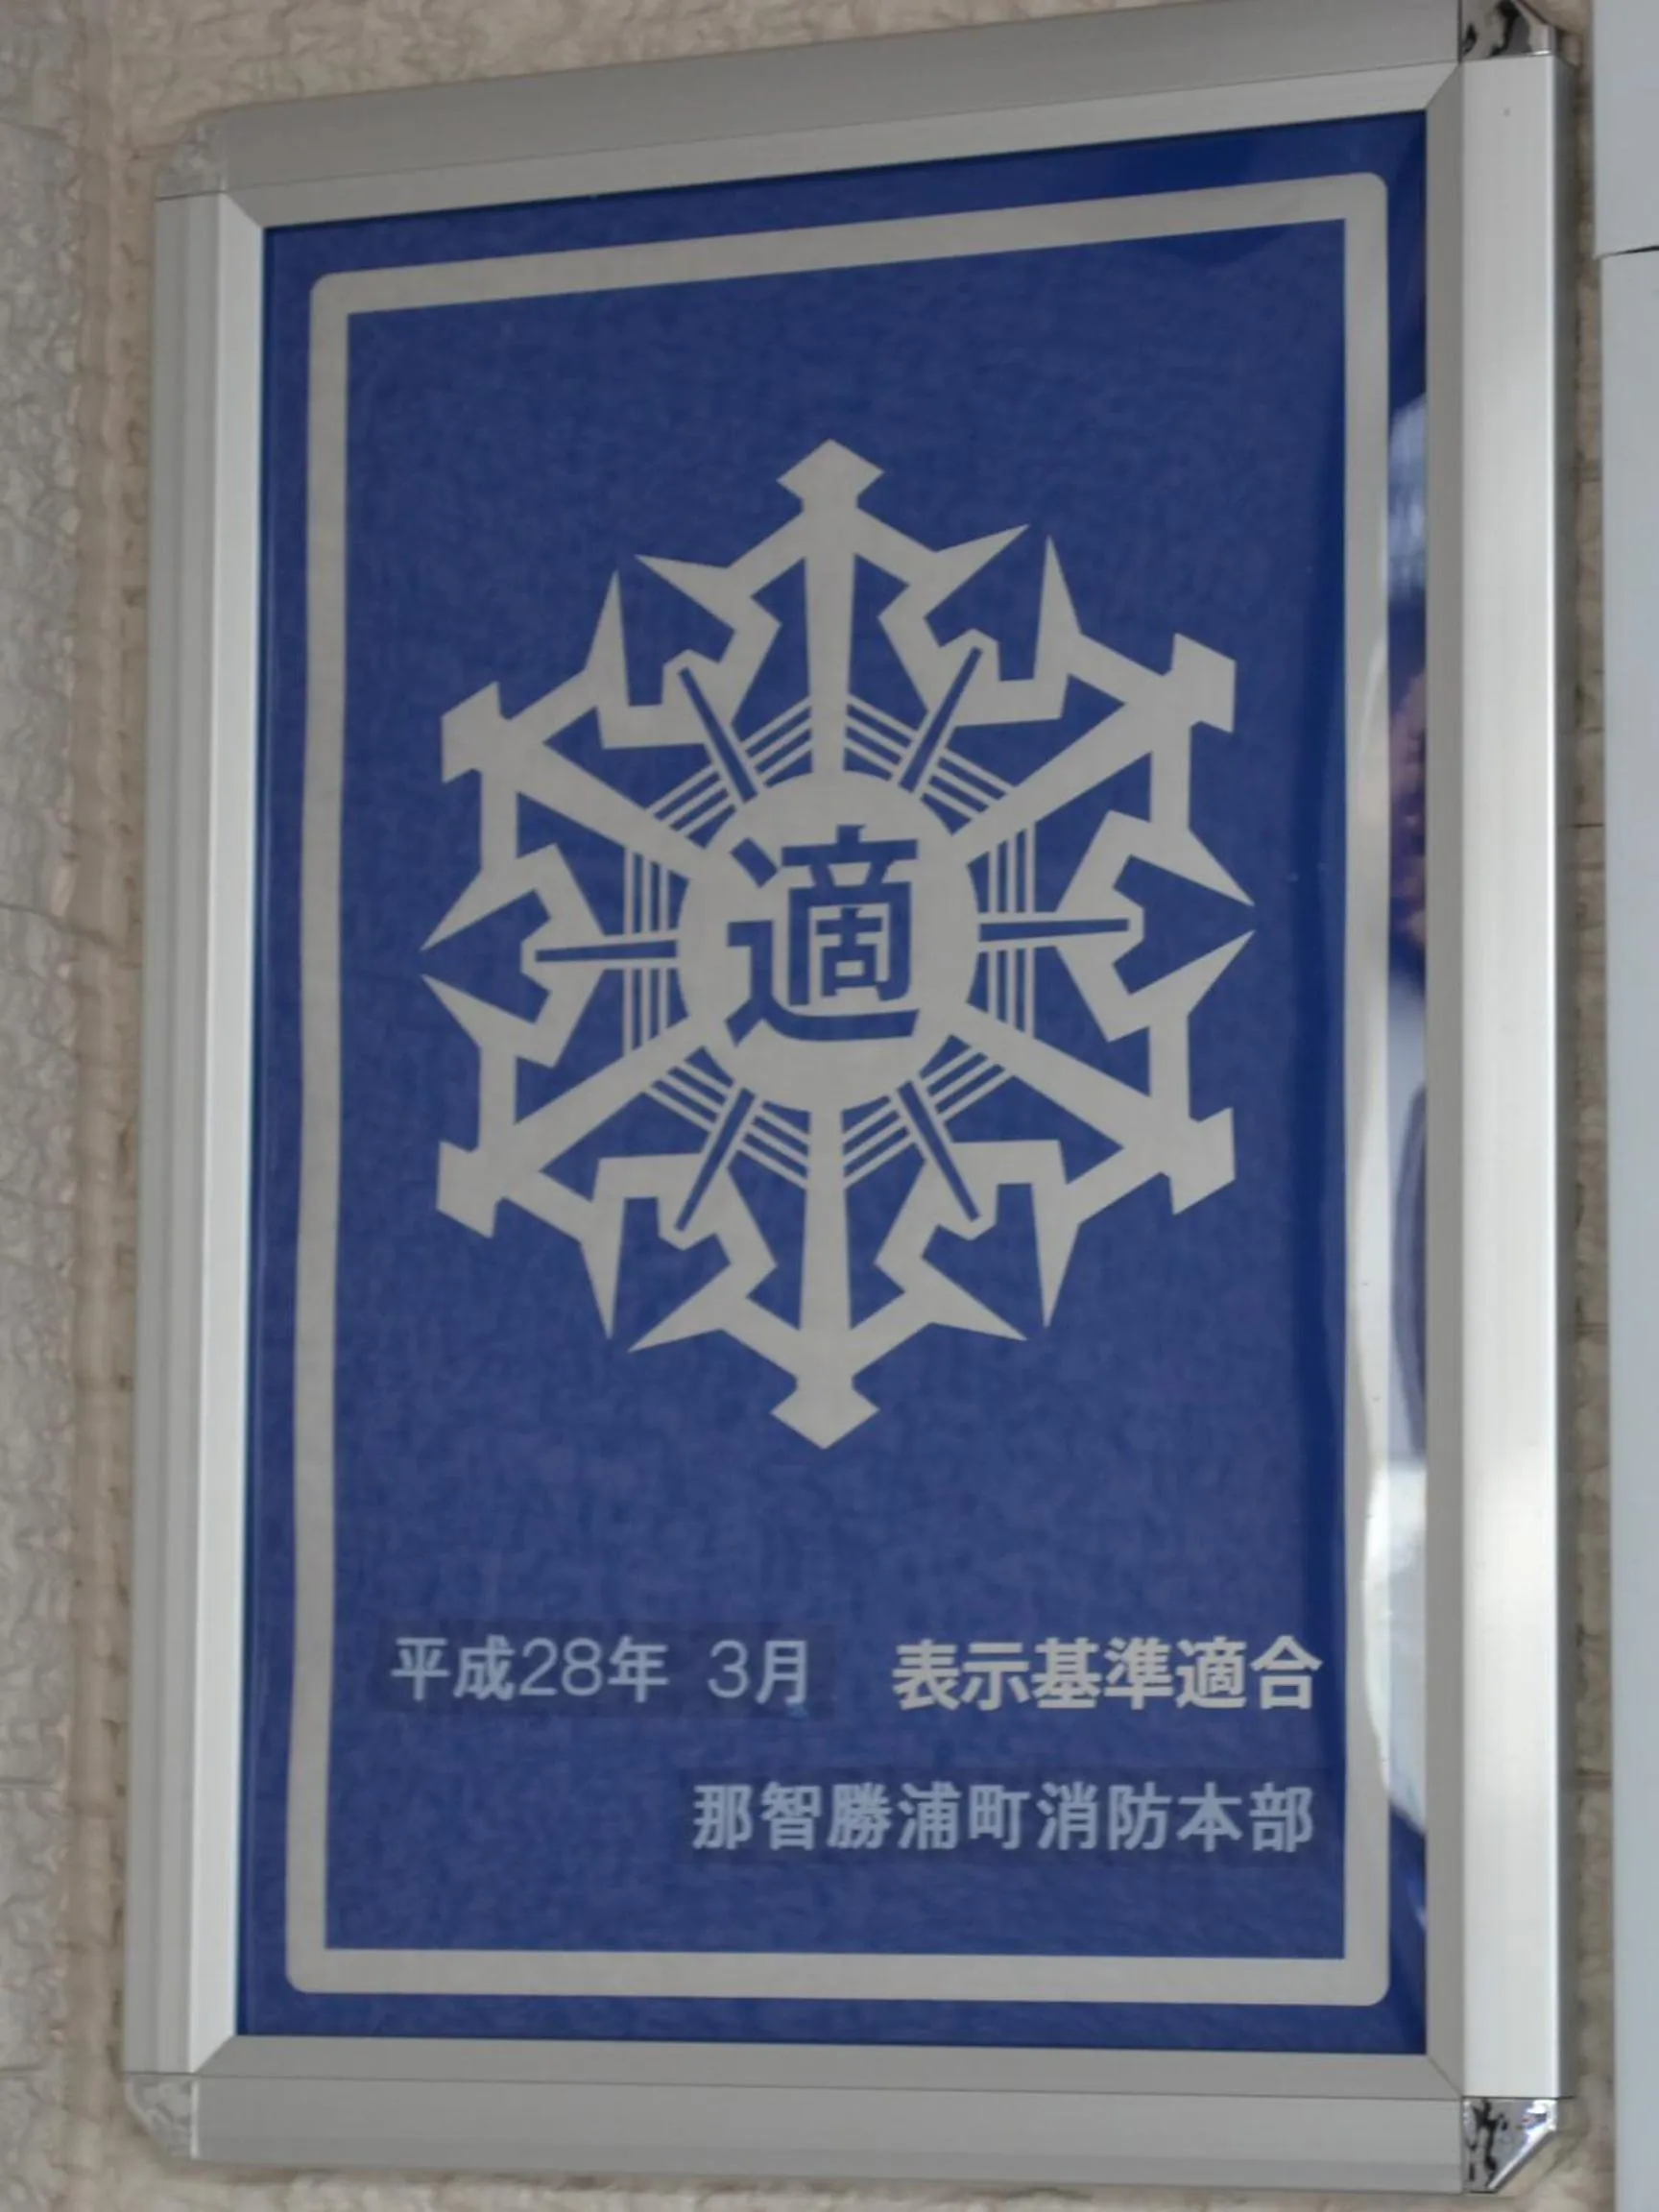 適
平成28年 3月 表示基準適合
那智勝浦町消防本部